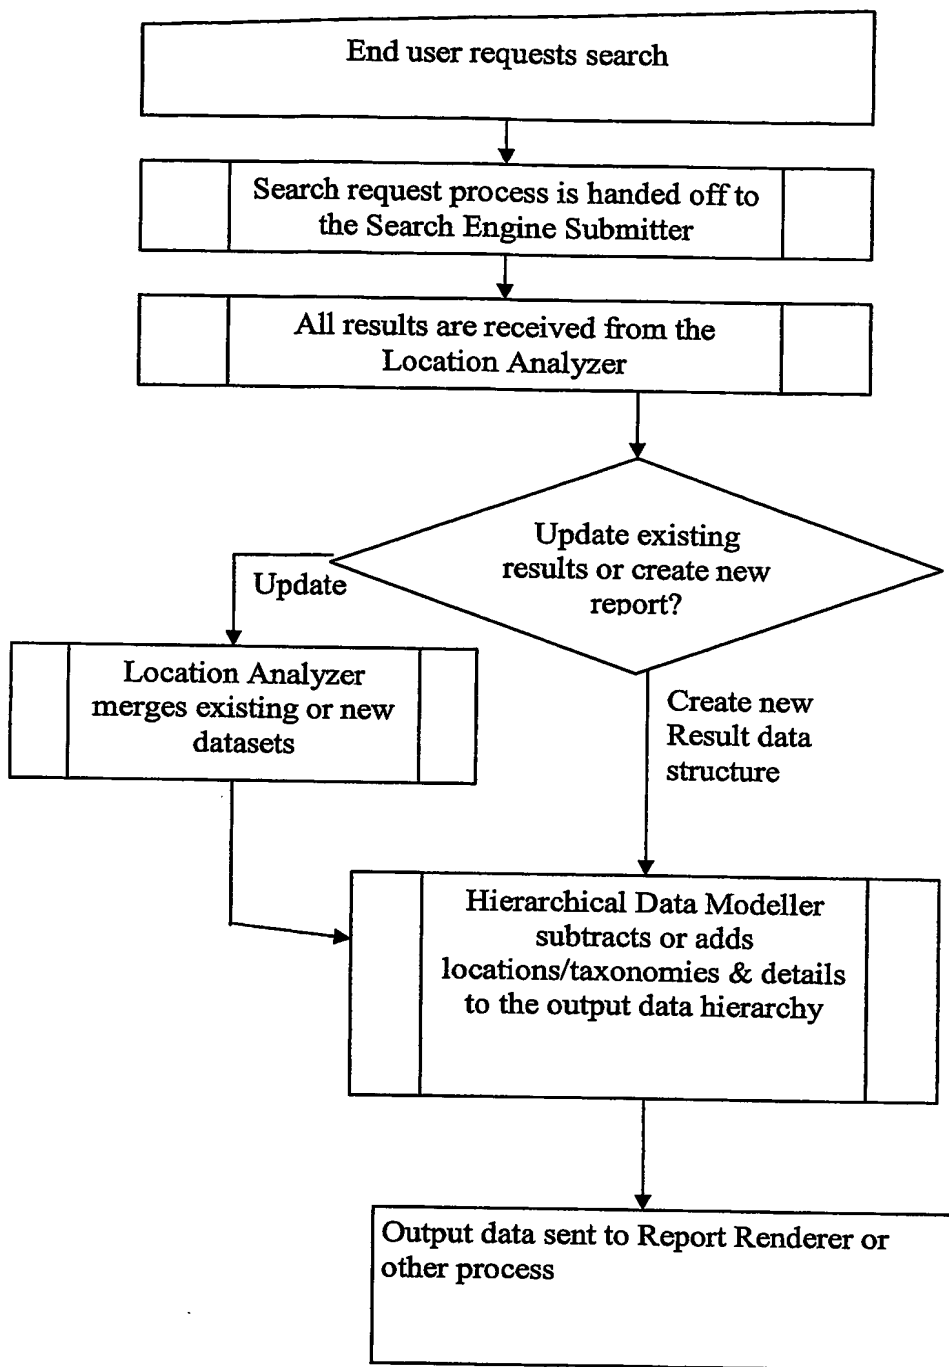 End user requests search
Search request process is handed off to
the Search Engine Submitter
All results are received from the
Location Analyzer
Update existing
results or create new
report?
Update
Location Analyzer
merges existing or new
datasets
Create new
Result data
structure
Hierarchical Data Modeller
subtracts or adds
locations/taxonomies & details
to the output data hierarchy
Output data sent to Report Renderer or
other process